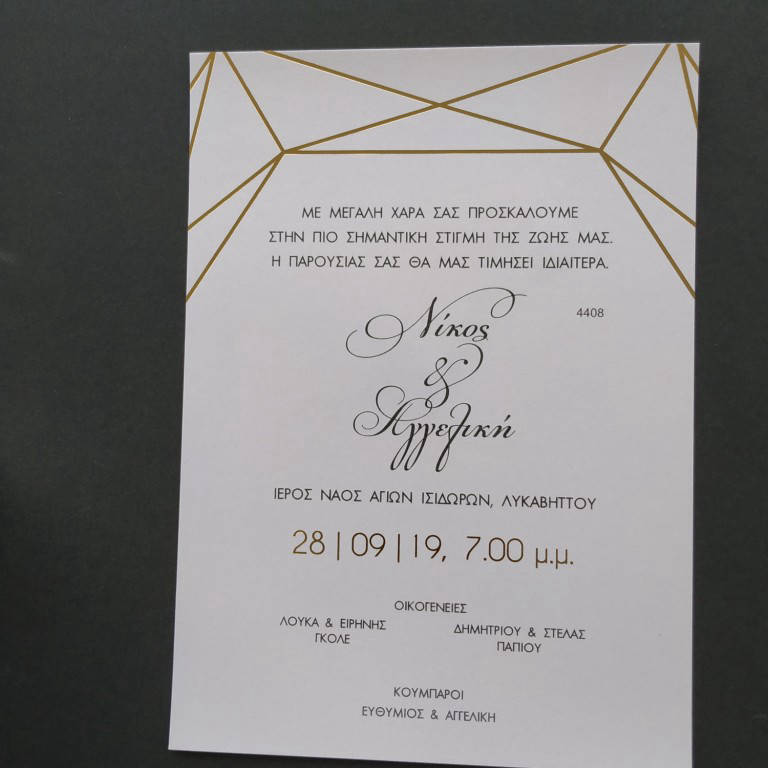 ΜΕ ΜΕΓΑΛΗ ΧΑΡΑ ΣΑΣ ΠΡΟΣΚΑΛΟΥΜΕ
ΣΤΗΝ ΠΙΟ ΣΗΜΑΝΤΙΚΗ ΣΤΙΓΜΗ ΤΗΣ ΖΩΗΣ ΜΑΣ.
Η ΠΑΡΟΥΣΙΑΣ ΣΑΣ ΘΑ ΜΑΣ ΤΙΜΗΣΕΙ ΙΔΙΑΙΤΕΡΑ.
4408
Νίκος
&
Αγγελική
ΙΕΡΟΣ ΝΑΟΣ ΑΓΙΩΝ ΙΣΙΔΩΡΩΝ, ΛΥΚΑΒΗΤΤΟΥ
28|09|19, 7.00 μ.μ.
ΟΙΚΟΓΕΝΕΙΕΣ
ΛΟΥΚΑ & ΕΙΡΗΝΗΣ
ΓΚΟΛΕ
ΔΗΜΗΤΡΙΟΥ & ΣΤΕΛΑΣ
ΠΑΠΙΟΥ
ΚΟΥΜΠΑΡΟΙ
ΕΥΘΥΜΙΟΣ & ΑΓΓΕΛΙΚΗ